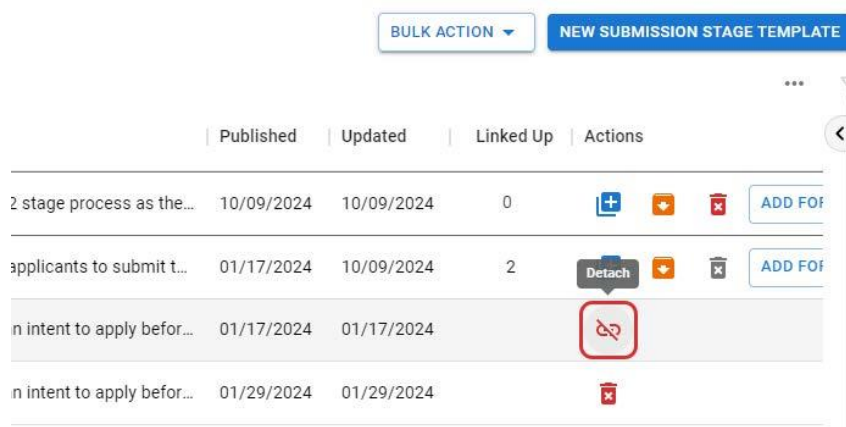 BULK ACTION NEW SUBMISSION STAGE TEMPLATE
Published Updated Linked Up Actions
2 stage process as the... 10/09/2024 10/09/2024 0 ADD FOR
applicants to submit t... 01/17/2024 10/09/2024 2 ADD FOR
Detach
n intent to apply befor... 01/17/2024 01/17/2024
n intent to apply befor... 01/29/2024 01/29/2024